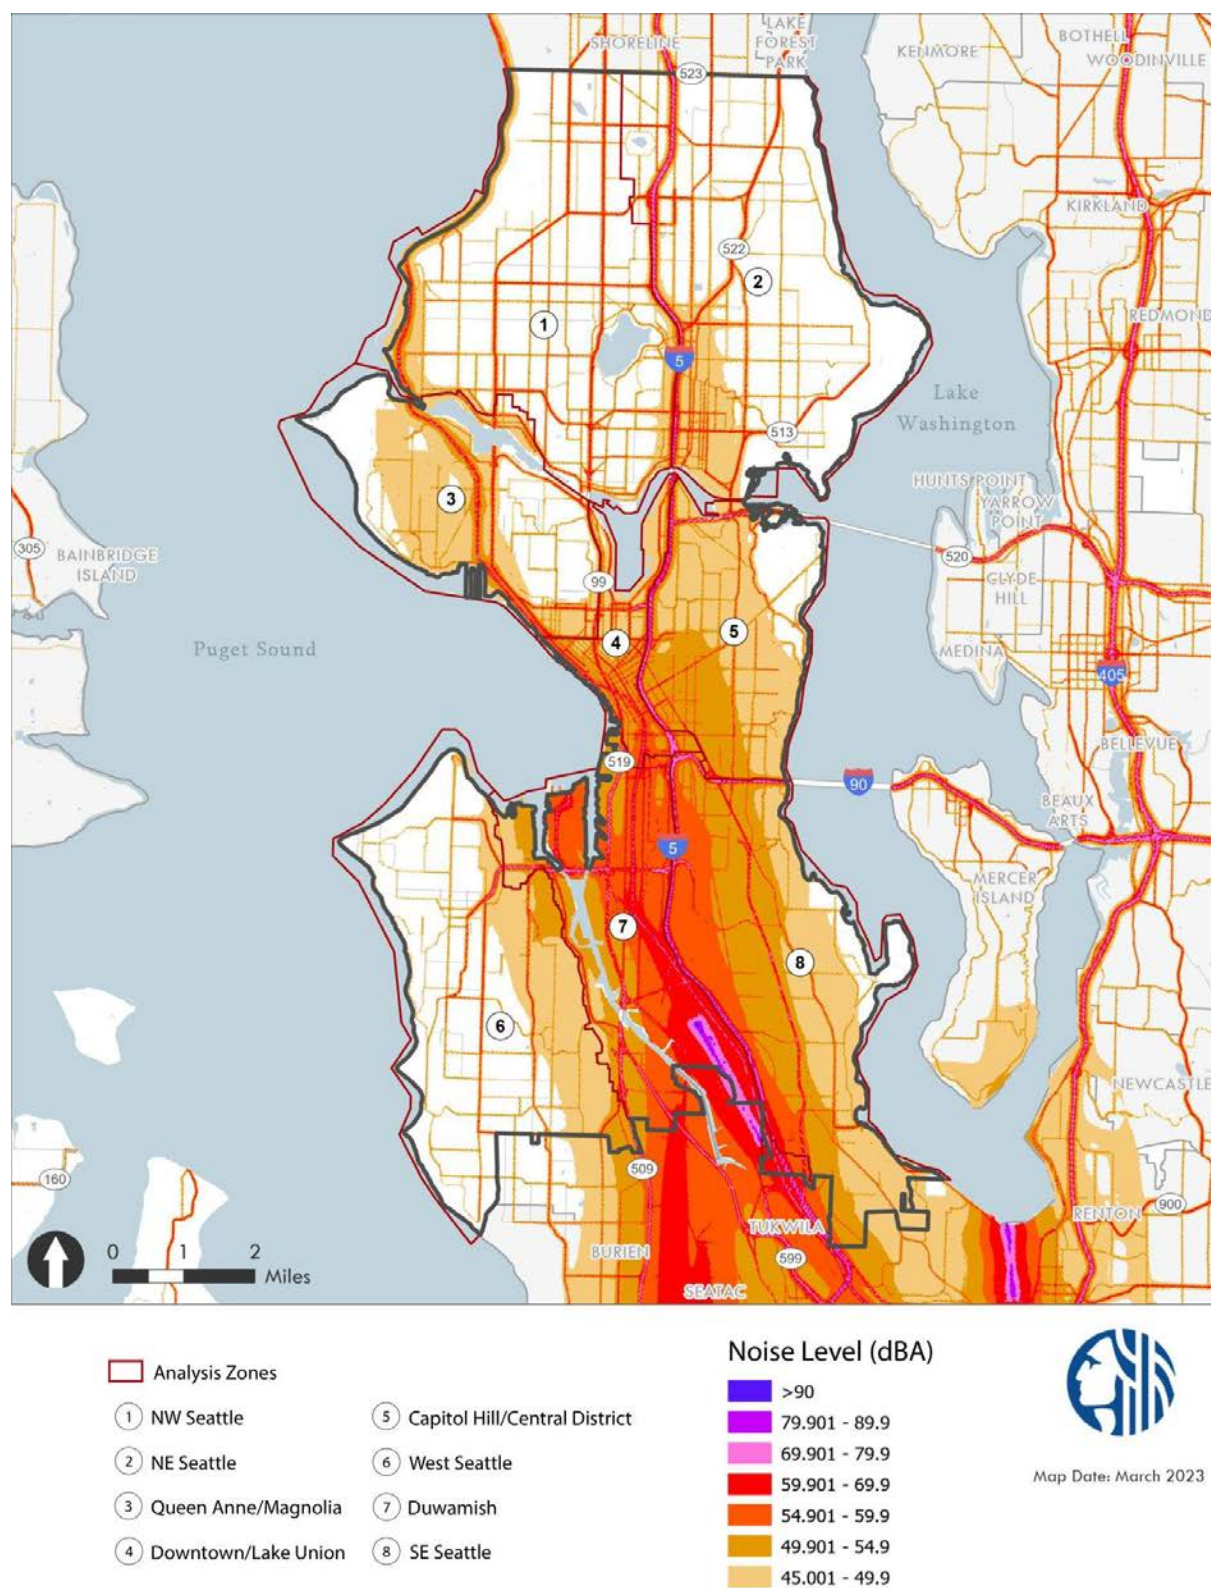 SHORELINE
LAKE
FOREST
PARK
KENMORE
BOTHELL
WOODINVILLE
523
KIRKLAND
522
2
1
REDMOND
5
Lake
Washington
513
HUNTS POINT
YARROW
POINT
3
305
BAINBRIDGE
ISLAND
520
CLYDE
HILL
99
Puget Sound
4
5
MEDINA
405
BELLEVUE
519
90
BEAUX
ARTS
5
MERCER
ISLAND
7
8
6
NEWCASTLE
160
509
TUKWILA
RENTON
900
BURIEN
599
SEATAC
0 1 2
Miles
Analysis Zones
1 NW Seattle
2 NE Seattle
3 Queen Anne/Magnolia
4 Downtown/Lake Union
5 Capitol Hill/Central District
6 West Seattle
7 Duwamish
8 SE Seattle
Noise Level (dBA)
>90
79.901 - 89.9
69.901 - 79.9
59.901 - 69.9
54.901 - 59.9
49.901 - 54.9
45.001 - 49.9
Map Date: March 2023